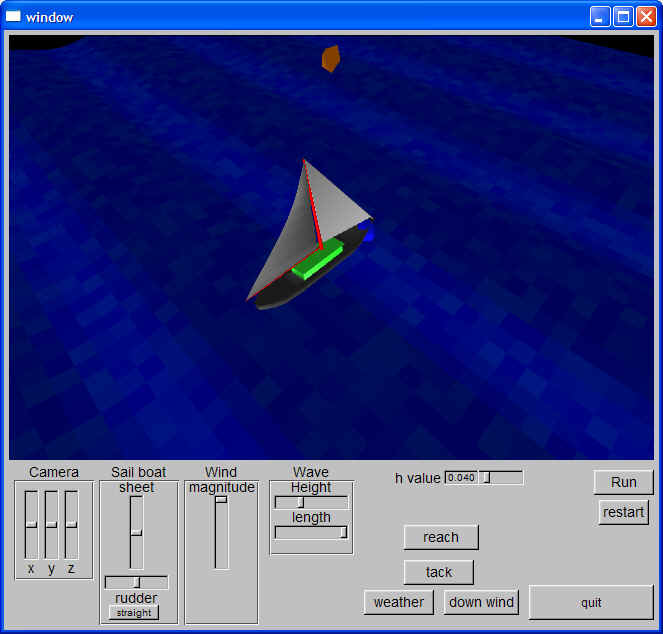 window
Camera
Sail boat
Wind
Wave
sheet
magnitude
Height
length
h value 0.040
Run
restart
reach
x y z
tack
rudder
straight
weather
down wind
quit